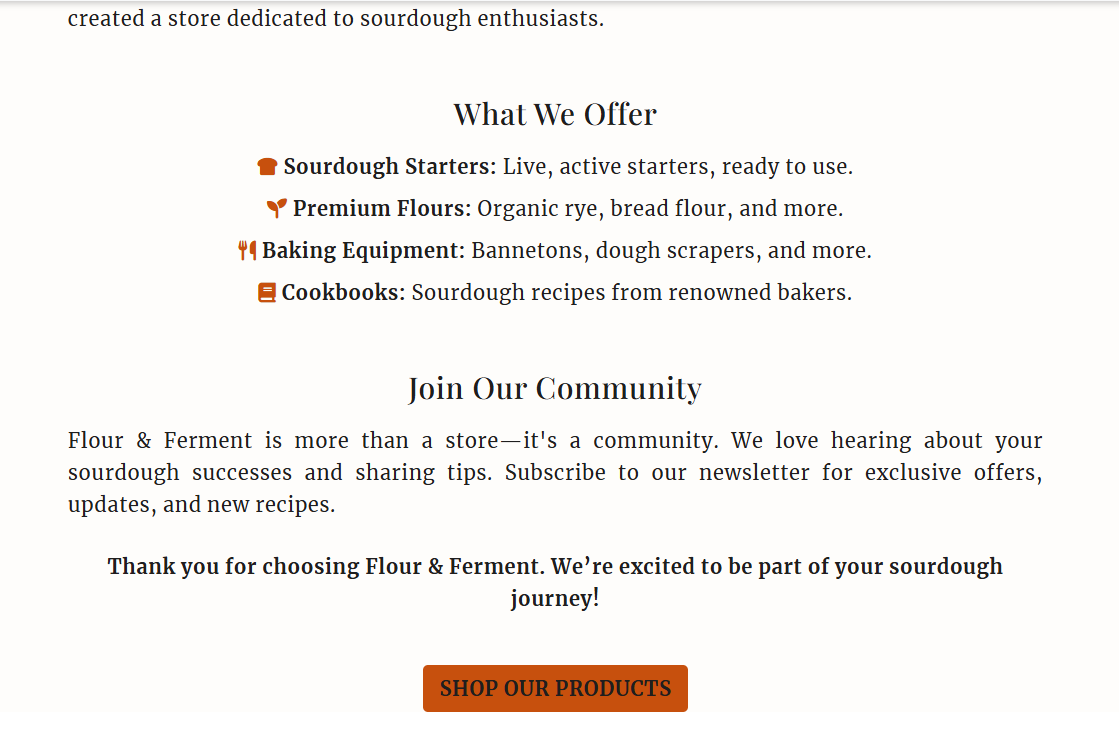 created a store dedicated to sourdough enthusiasts.
What We Offer
Sourdough Starters: Live, active starters, ready to use.
Premium Flours: Organic rye, bread flour, and more.
Baking Equipment: Bannetons, dough scrapers, and more.
Cookbooks: Sourdough recipes from renowned bakers.
Join Our Community
Flour & Ferment is more than a store—it's a community. We love hearing about your
sourdough successes and sharing tips. Subscribe to our newsletter for exclusive offers,
updates, and new recipes.
Thank you for choosing Flour & Ferment. We’re excited to be part of your sourdough
journey!
SHOP OUR PRODUCTS